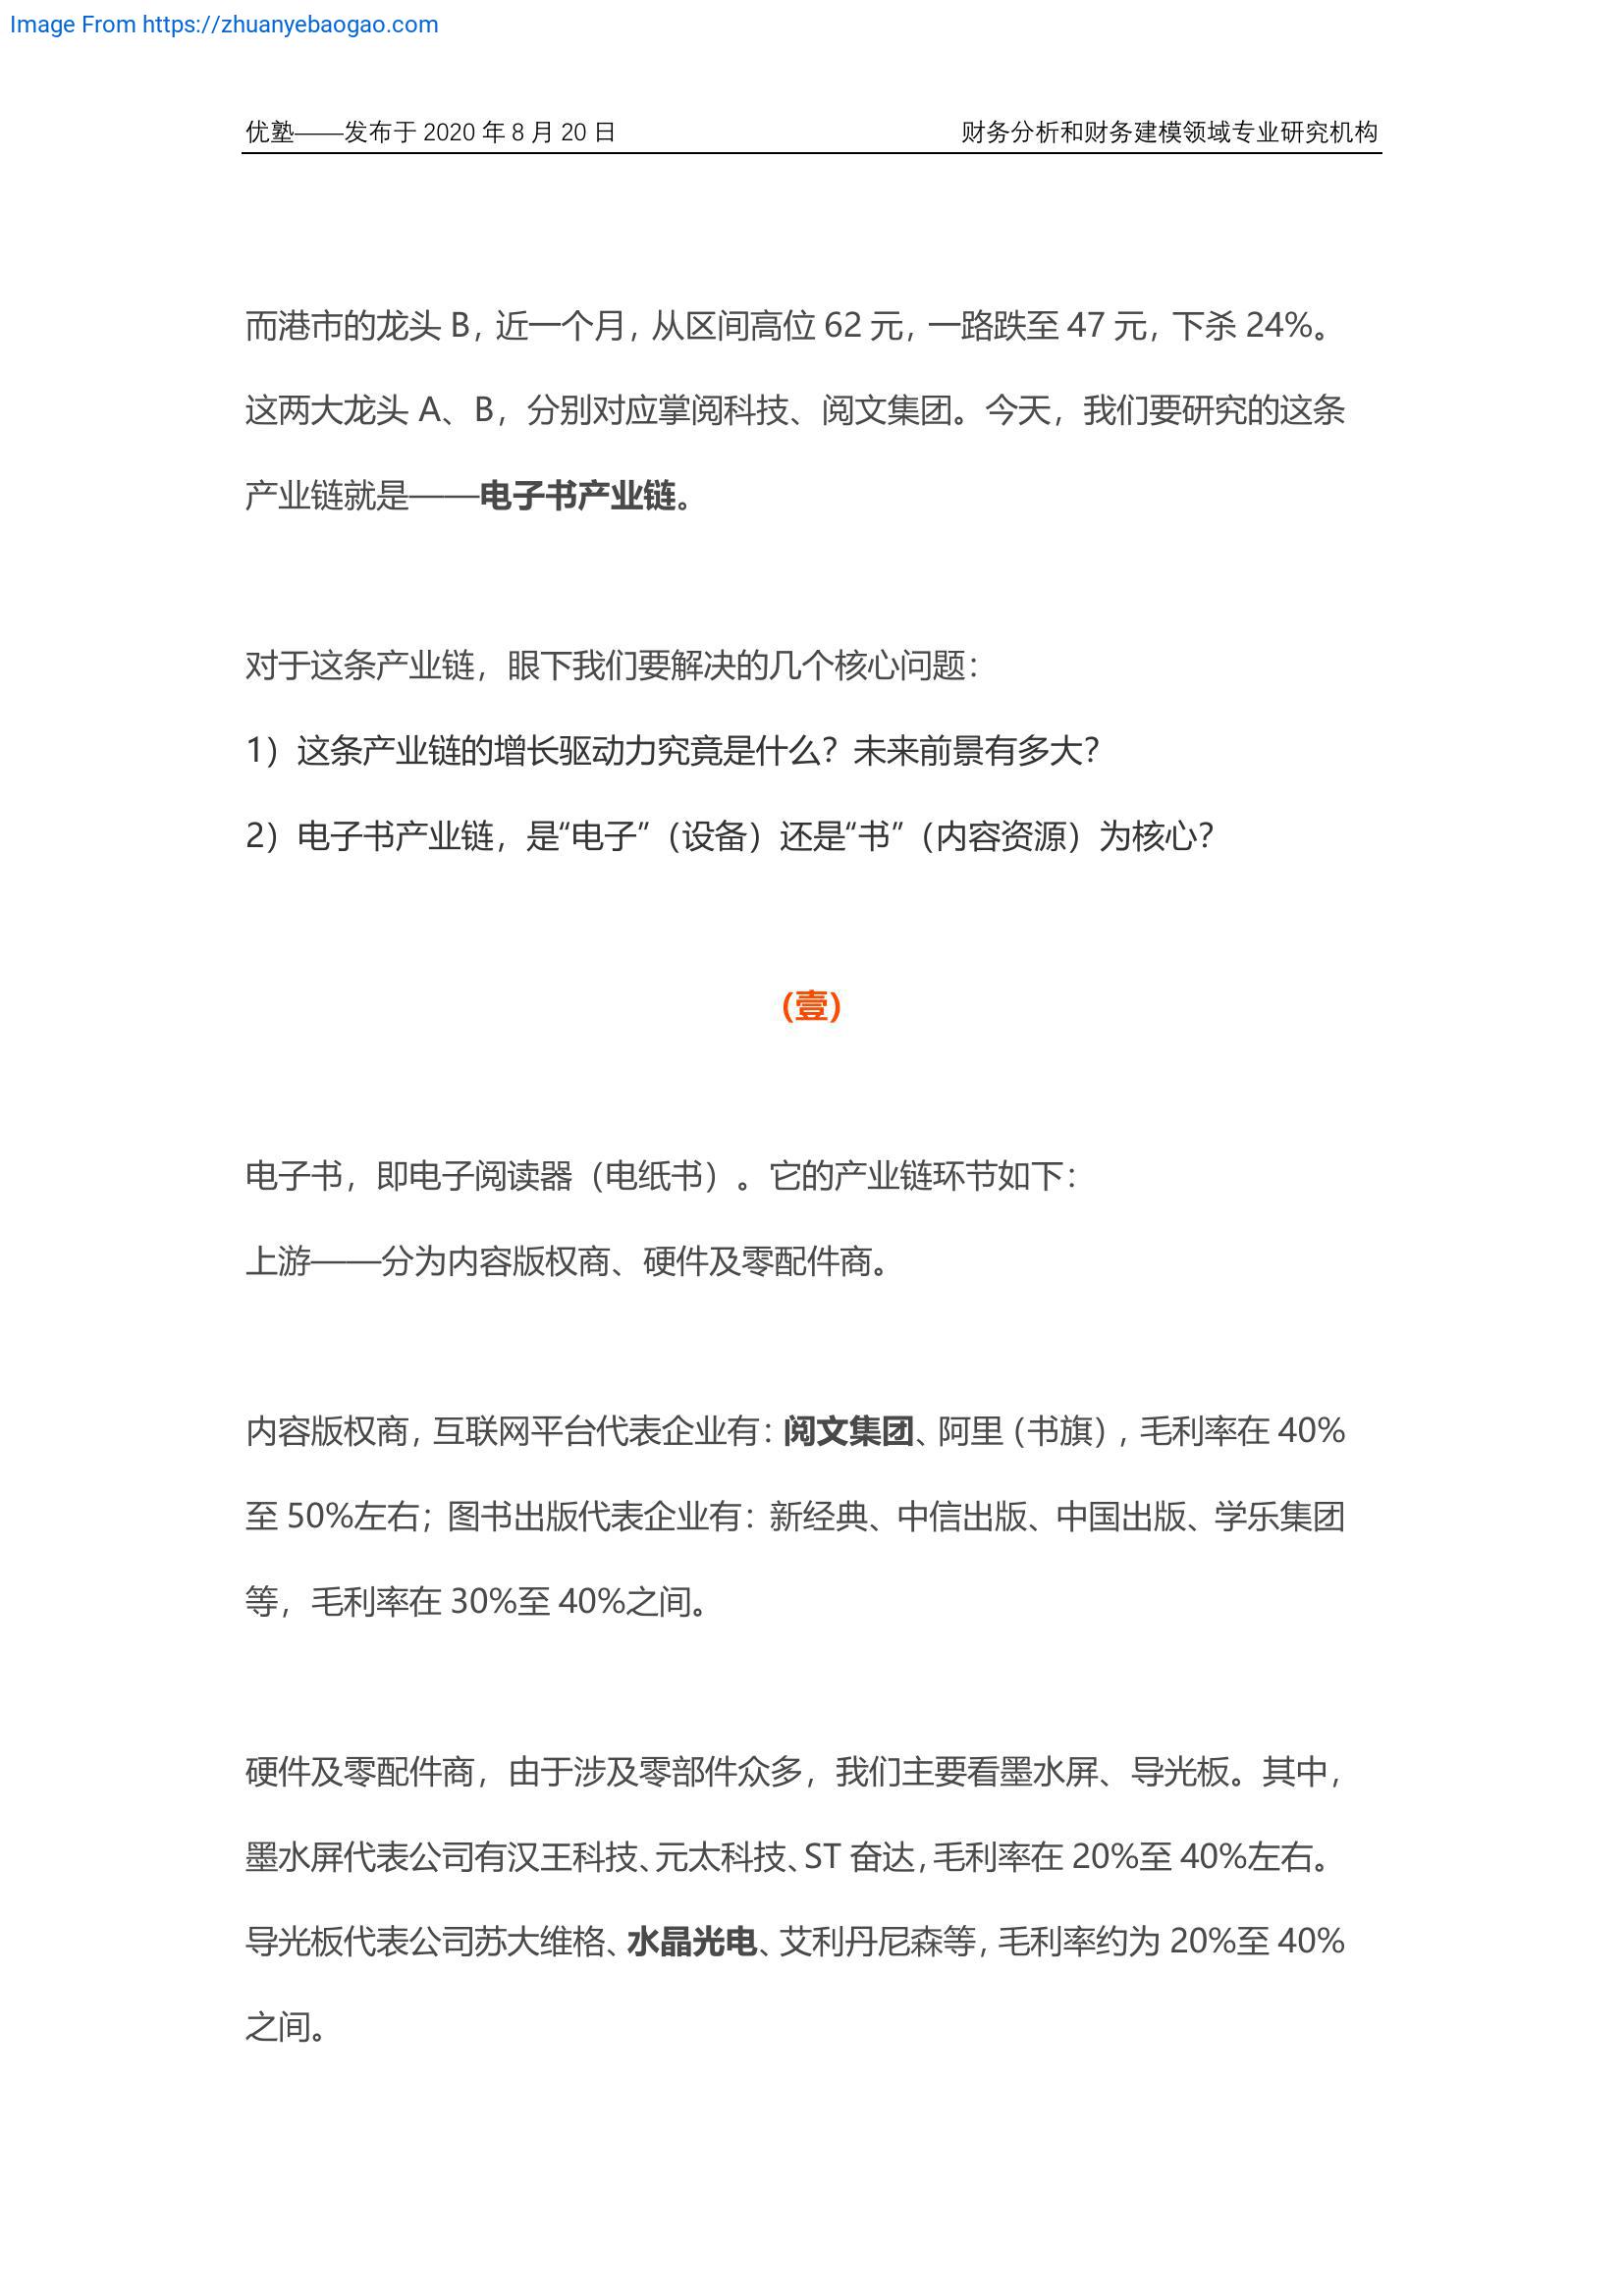 Image From https://zhuanyebaogao.com
优塾——发布于 2020 年 8 月 20 日 财务分析和财务建模领域专业研究机构
而港市的龙头 B，近一个月，从区间高位 62 元，一路跌至 47 元，下杀 24%。
这两大龙头 A、B，分别对应掌阅科技、阅文集团。今天，我们要研究的这条
产业链就是——电子书产业链。
对于这条产业链，眼下我们要解决的几个核心问题：
1）这条产业链的增长驱动力究竟是什么？未来前景有多大？
2）电子书产业链，是“电子”（设备）还是“书”（内容资源）为核心？
(壹)
电子书，即电子阅读器（电纸书）。它的产业链环节如下：
上游——分为内容版权商、硬件及零配件商。
内容版权商，互联网平台代表企业有：阅文集团、阿里（书旗），毛利率在 40%
至 50%左右；图书出版代表企业有：新经典、中信出版、中国出版、学乐集团
等，毛利率在 30%至 40%之间。
硬件及零配件商，由于涉及零部件众多，我们主要看墨水屏、导光板。其中，
墨水屏代表公司有汉王科技、元太科技、ST 奋达，毛利率在 20%至 40%左右。
导光板代表公司苏大维格、水晶光电、艾利丹尼森等，毛利率约为 20%至 40%
之间。